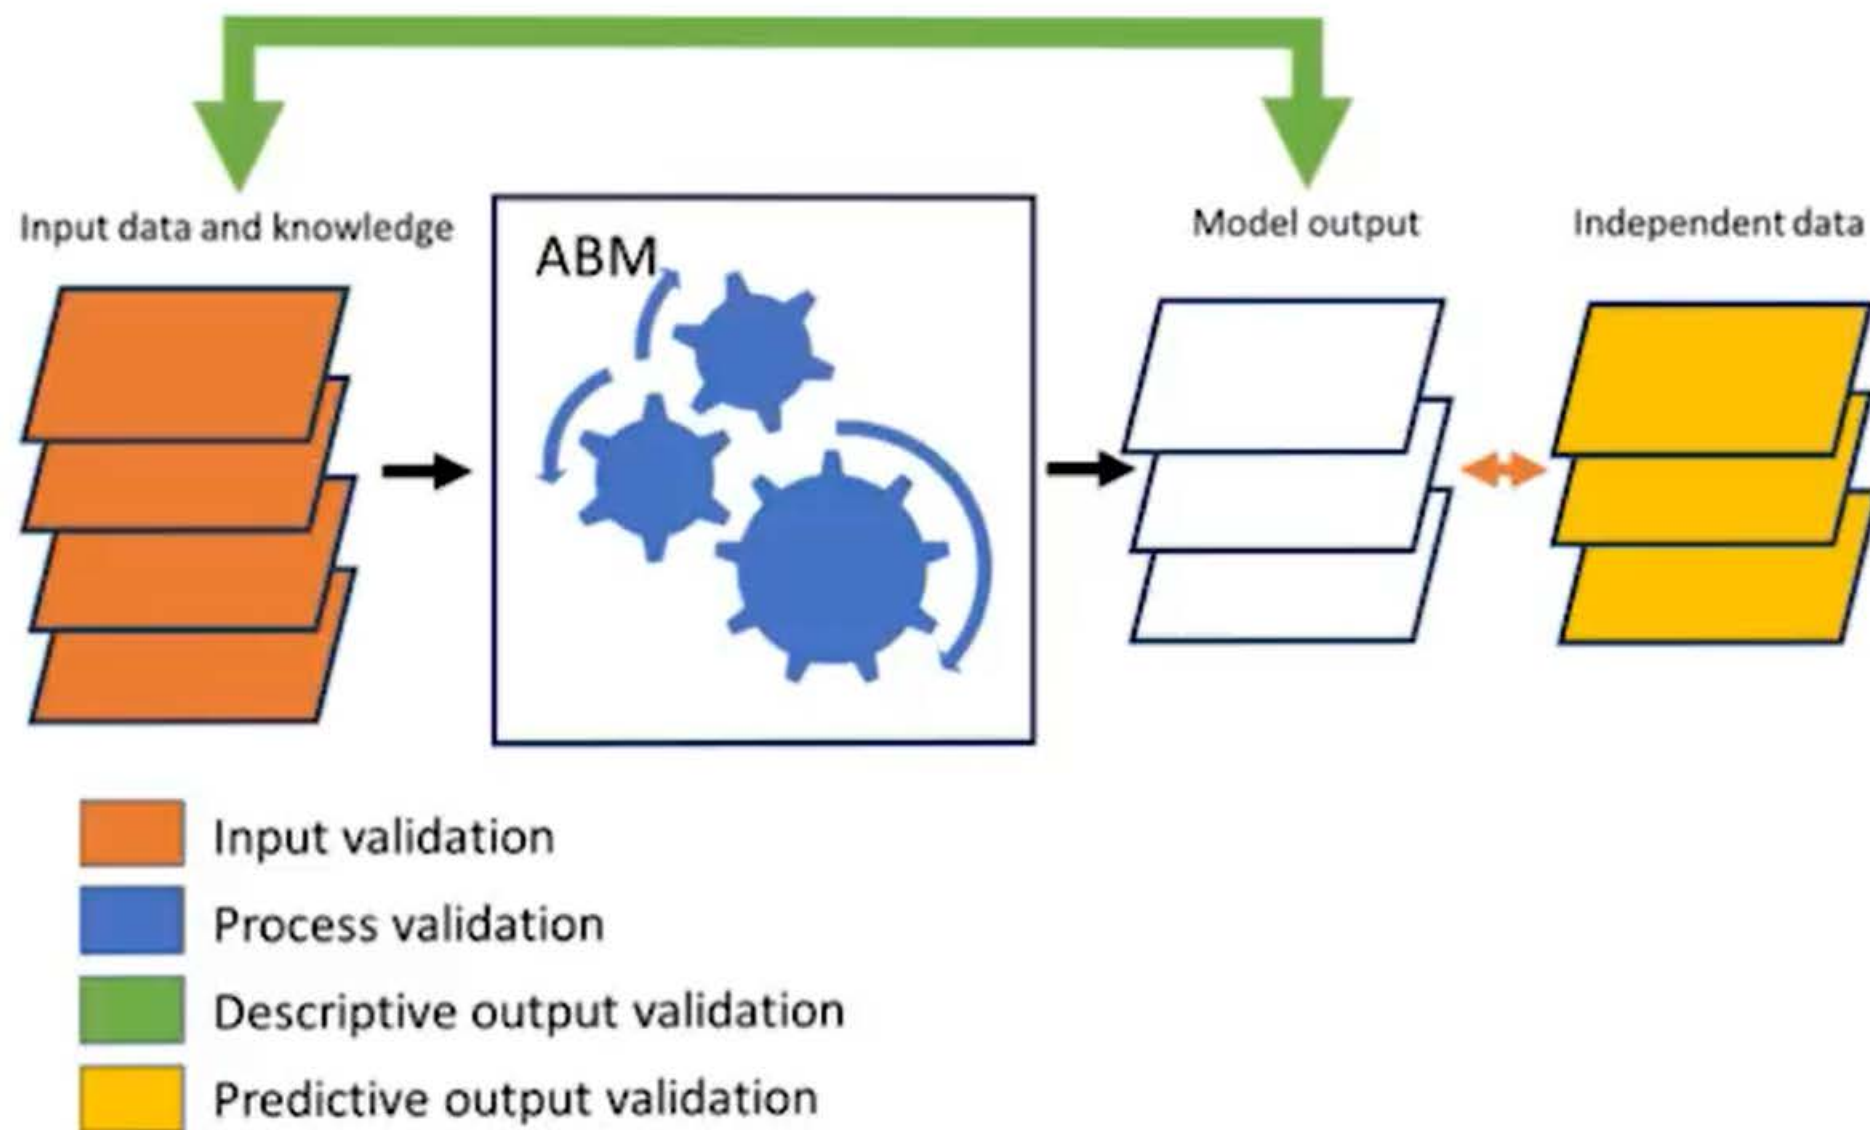 Input data and knowledge
ABM
Model output
Independent data
Input validation
Process validation
Descriptive output validation
Predictive output validation